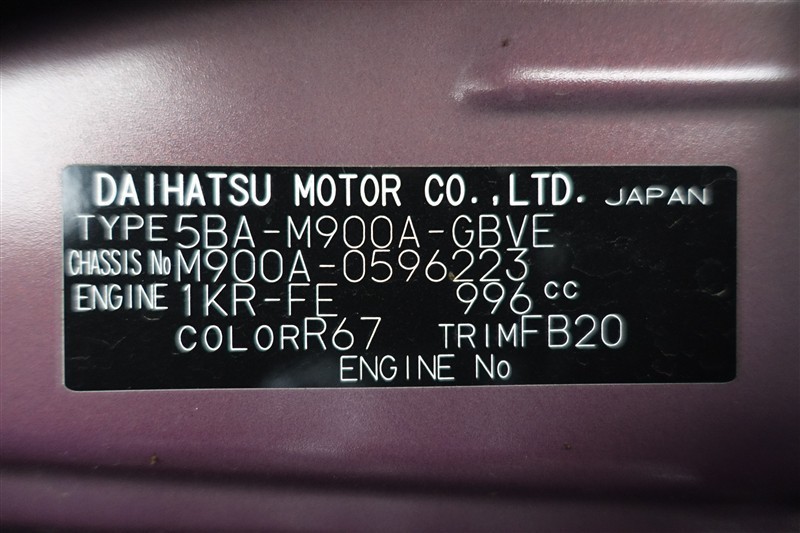 DAIHATSU MOTOR CO.,LTD. JAPAN
TYPE 5BA-M900A-GBVE
CHASSIS No M900A-0596223
ENGINE 1KR-FE 996 cc
COLOR R67 TRIM FB20
ENGINE No